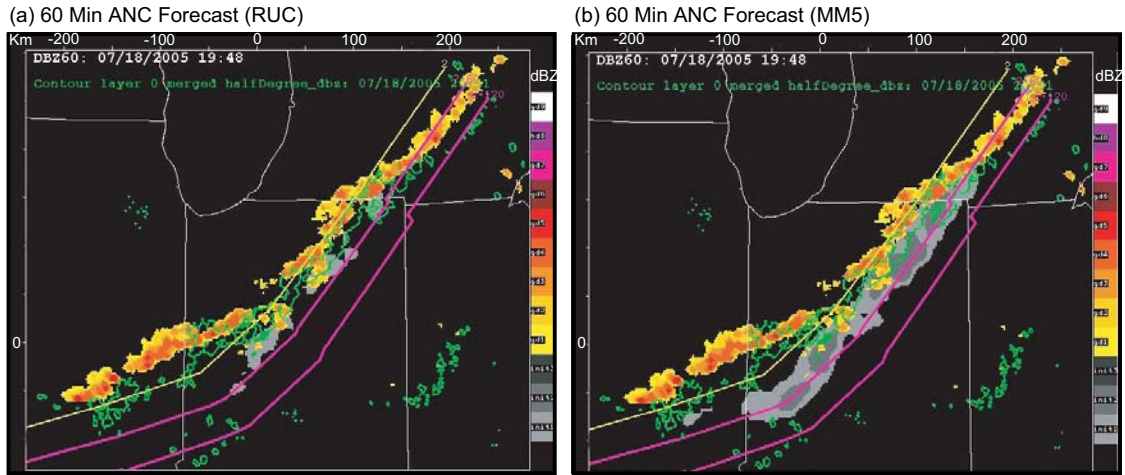 (a) 60 Min ANC Forecast (RUC)
Km -200 -100 0 100 200
DBZ60: 07/18/2005 19:48
Contour layer 0 merged halfDegree_dbz: 07/18/2005
dBZ
0
(b) 60 Min ANC Forecast (MM5)
Km -200 -100 0 100 200
DBZ60: 07/18/2005 19:48
Contour layer 0 merged halfDegree_dbz: 07/18/2005
dBZ
0